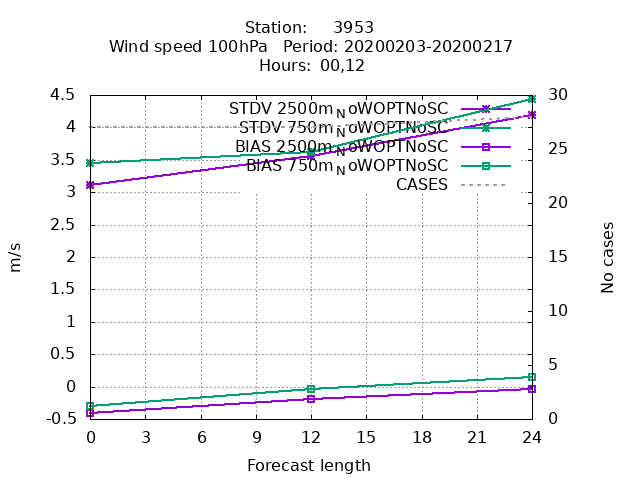 Station: 3953
Wind speed 100hPa Period: 20200203-20200217
Hours: 00,12
STDV 2500m_NoWOPTNoSC
STDV 750m_NoWOPTNoSC
BIAS 2500m_NoWOPTNoSC
BIAS 750m_NoWOPTNoSC
CASES
4.5
4
3.5
3
2.5
2
1.5
1
0.5
0
-0.5
m/s
30
25
20
15
10
5
0
No cases
0 3 6 9 12 15 18 21 24
Forecast length